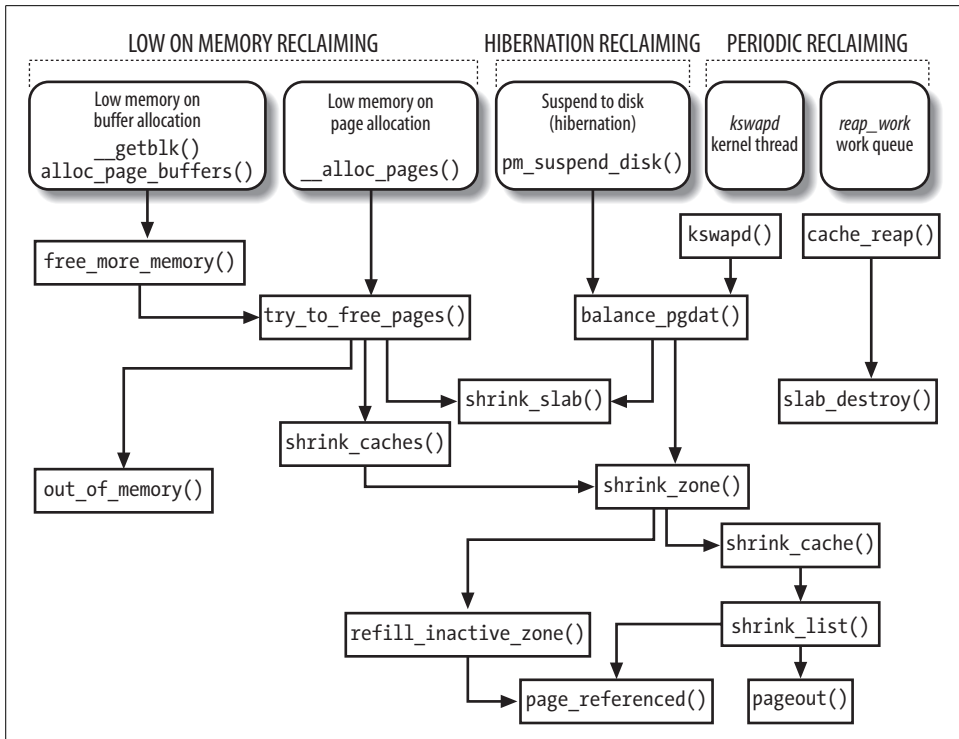 LOW ON MEMORY RECLAIMING
HIBERNATION RECLAIMING
PERIODIC RECLAIMING
Low memory on
buffer allocation
__getblk()
alloc_page_buffers()
Low memory on
page allocation
__alloc_pages()
Suspend to disk
(hibernation)
pm_suspend_disk()
kswapd
kernel thread
reap_work
work queue
free_more_memory()
kswapd()
cache_reap()
try_to_free_pages()
balance_pgdat()
shrink_slab()
slab_destroy()
shrink_caches()
out_of_memory()
shrink_zone()
shrink_cache()
refill_inactive_zone()
shrink_list()
page_referenced()
pageout()